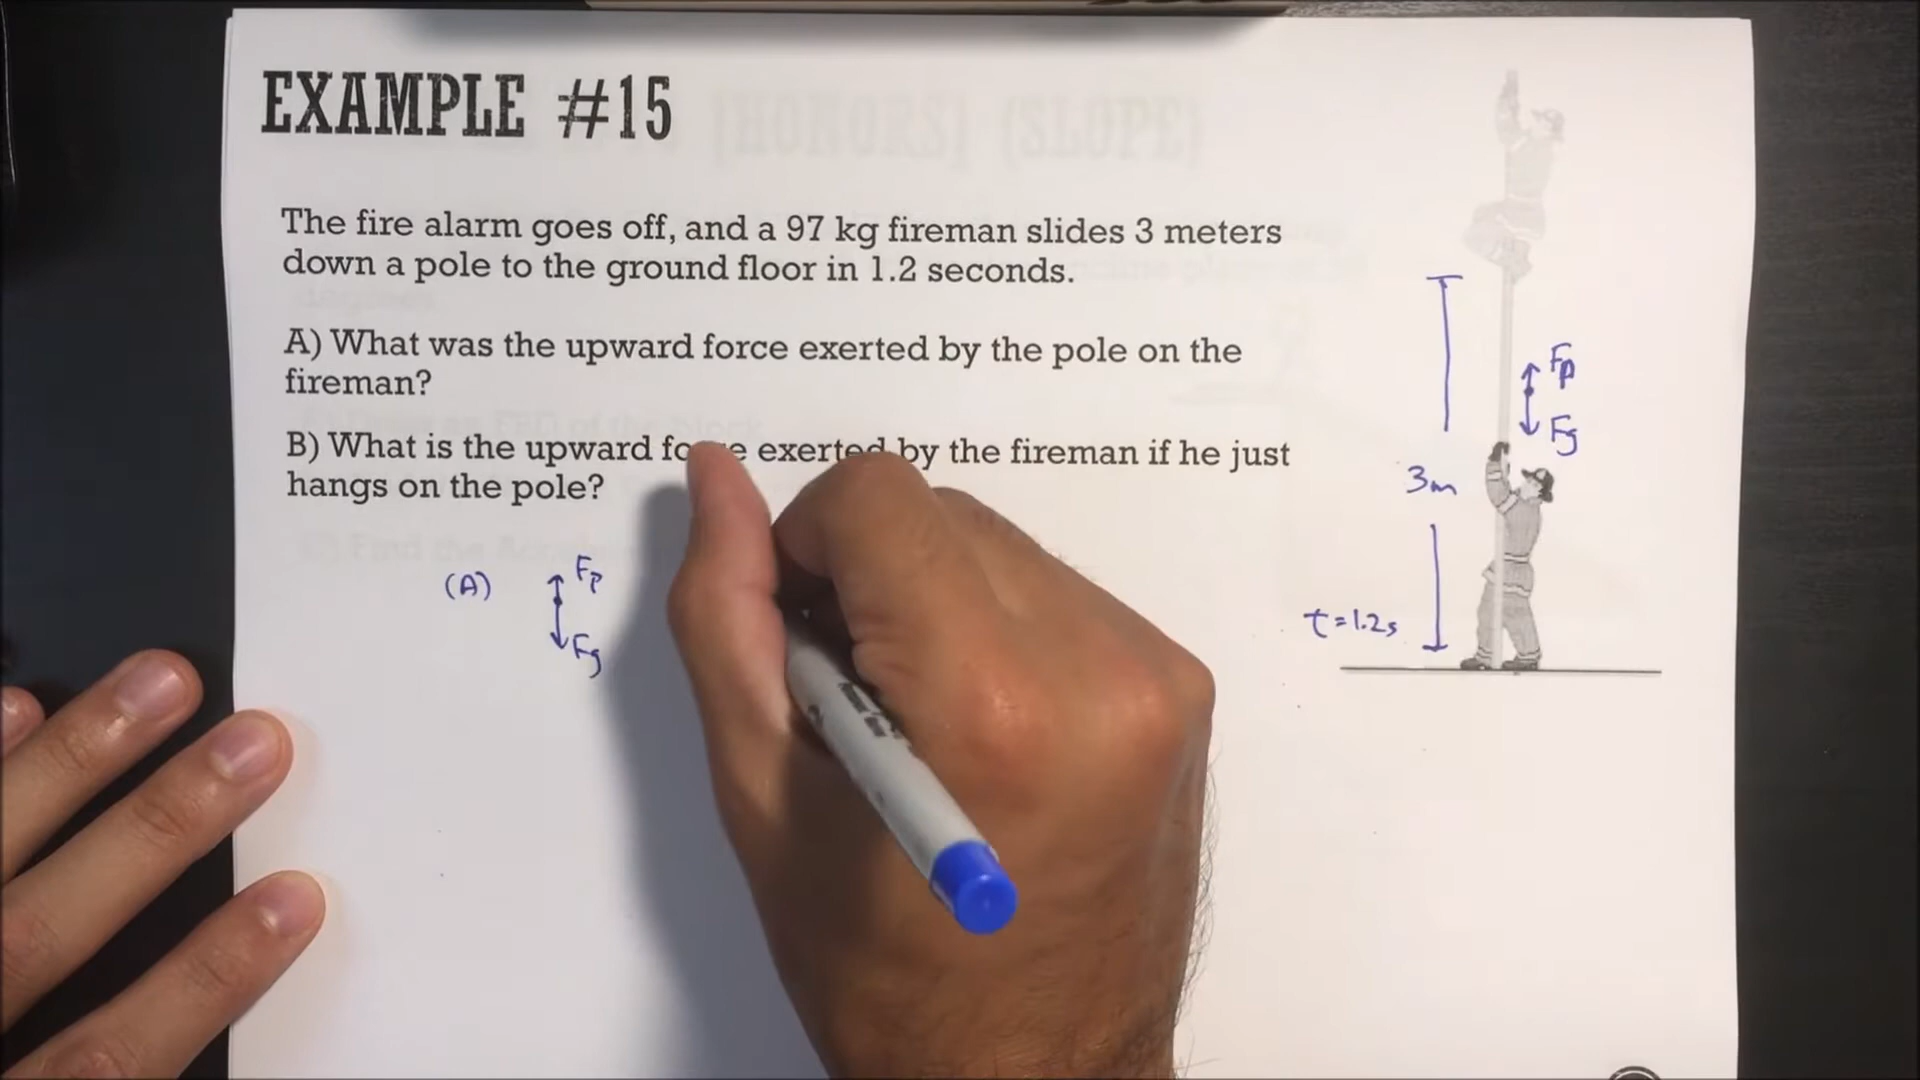 EXAMPLE #15
The fire alarm goes off, and a 97 kg fireman slides 3 meters
down a pole to the ground floor in 1.2 seconds.
A) What was the upward force exerted by the pole on the
fireman?
B) What is the upward force exerted by the fireman if he just
hangs on the pole?
Fp
Fg
3m
t=1.2s
(A)
Fp
Fg
[HONORS] (SLOPE)